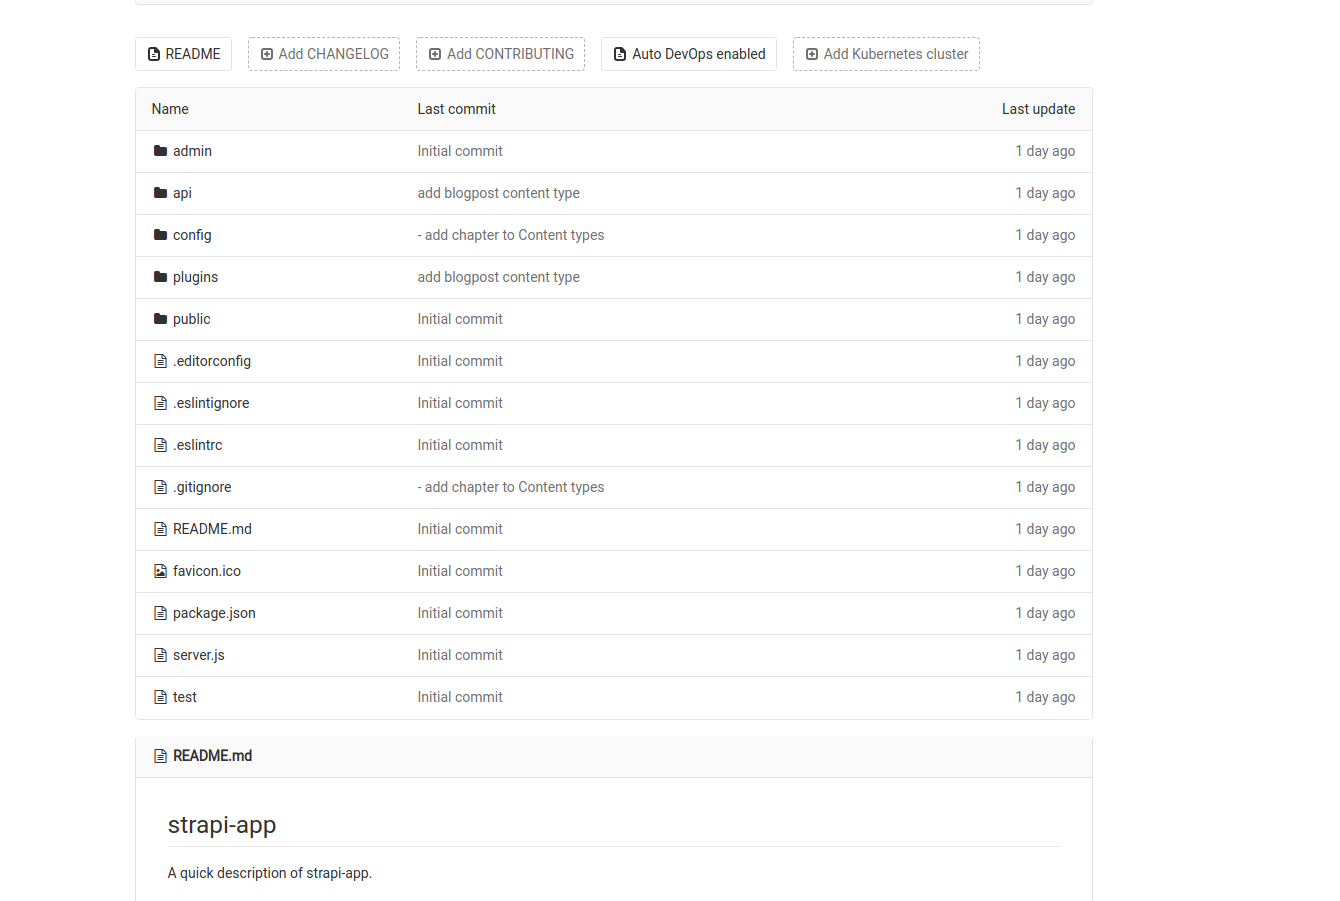 README Add CHANGELOG Add CONTRIBUTING Auto DevOps enabled Add Kubernetes cluster
Name Last commit Last update
admin Initial commit 1 day ago
api add blogpost content type 1 day ago
config - add chapter to Content types 1 day ago
plugins add blogpost content type 1 day ago
public Initial commit 1 day ago
.editorconfig Initial commit 1 day ago
.eslintignore Initial commit 1 day ago
.eslintrc Initial commit 1 day ago
.gitignore - add chapter to Content types 1 day ago
README.md Initial commit 1 day ago
favicon.ico Initial commit 1 day ago
package.json Initial commit 1 day ago
server.js Initial commit 1 day ago
test Initial commit 1 day ago
README.md
strapi-app
A quick description of strapi-app.